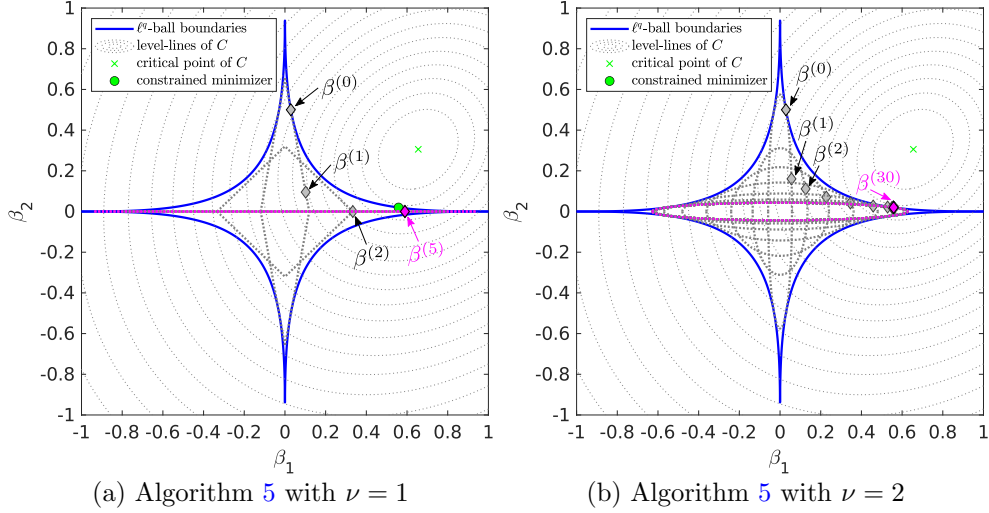 ℓ^q-ball boundaries
level-lines of C
critical point of C
constrained minimizer
β^(0)
β^(1)
β^(2)
β^(5)
1
0.8
0.6
0.4
0.2
0
-0.2
-0.4
-0.6
-0.8
-1
β_2
-1 -0.8 -0.6 -0.4 -0.2 0 0.2 0.4 0.6 0.8 1
β_1
(a) Algorithm 5 with ν = 1
ℓ^q-ball boundaries
level-lines of C
critical point of C
constrained minimizer
β^(0)
β^(1)
β^(2)
β^(30)
1
0.8
0.6
0.4
0.2
0
-0.2
-0.4
-0.6
-0.8
-1
β_2
-1 -0.8 -0.6 -0.4 -0.2 0 0.2 0.4 0.6 0.8 1
β_1
(b) Algorithm 5 with ν = 2